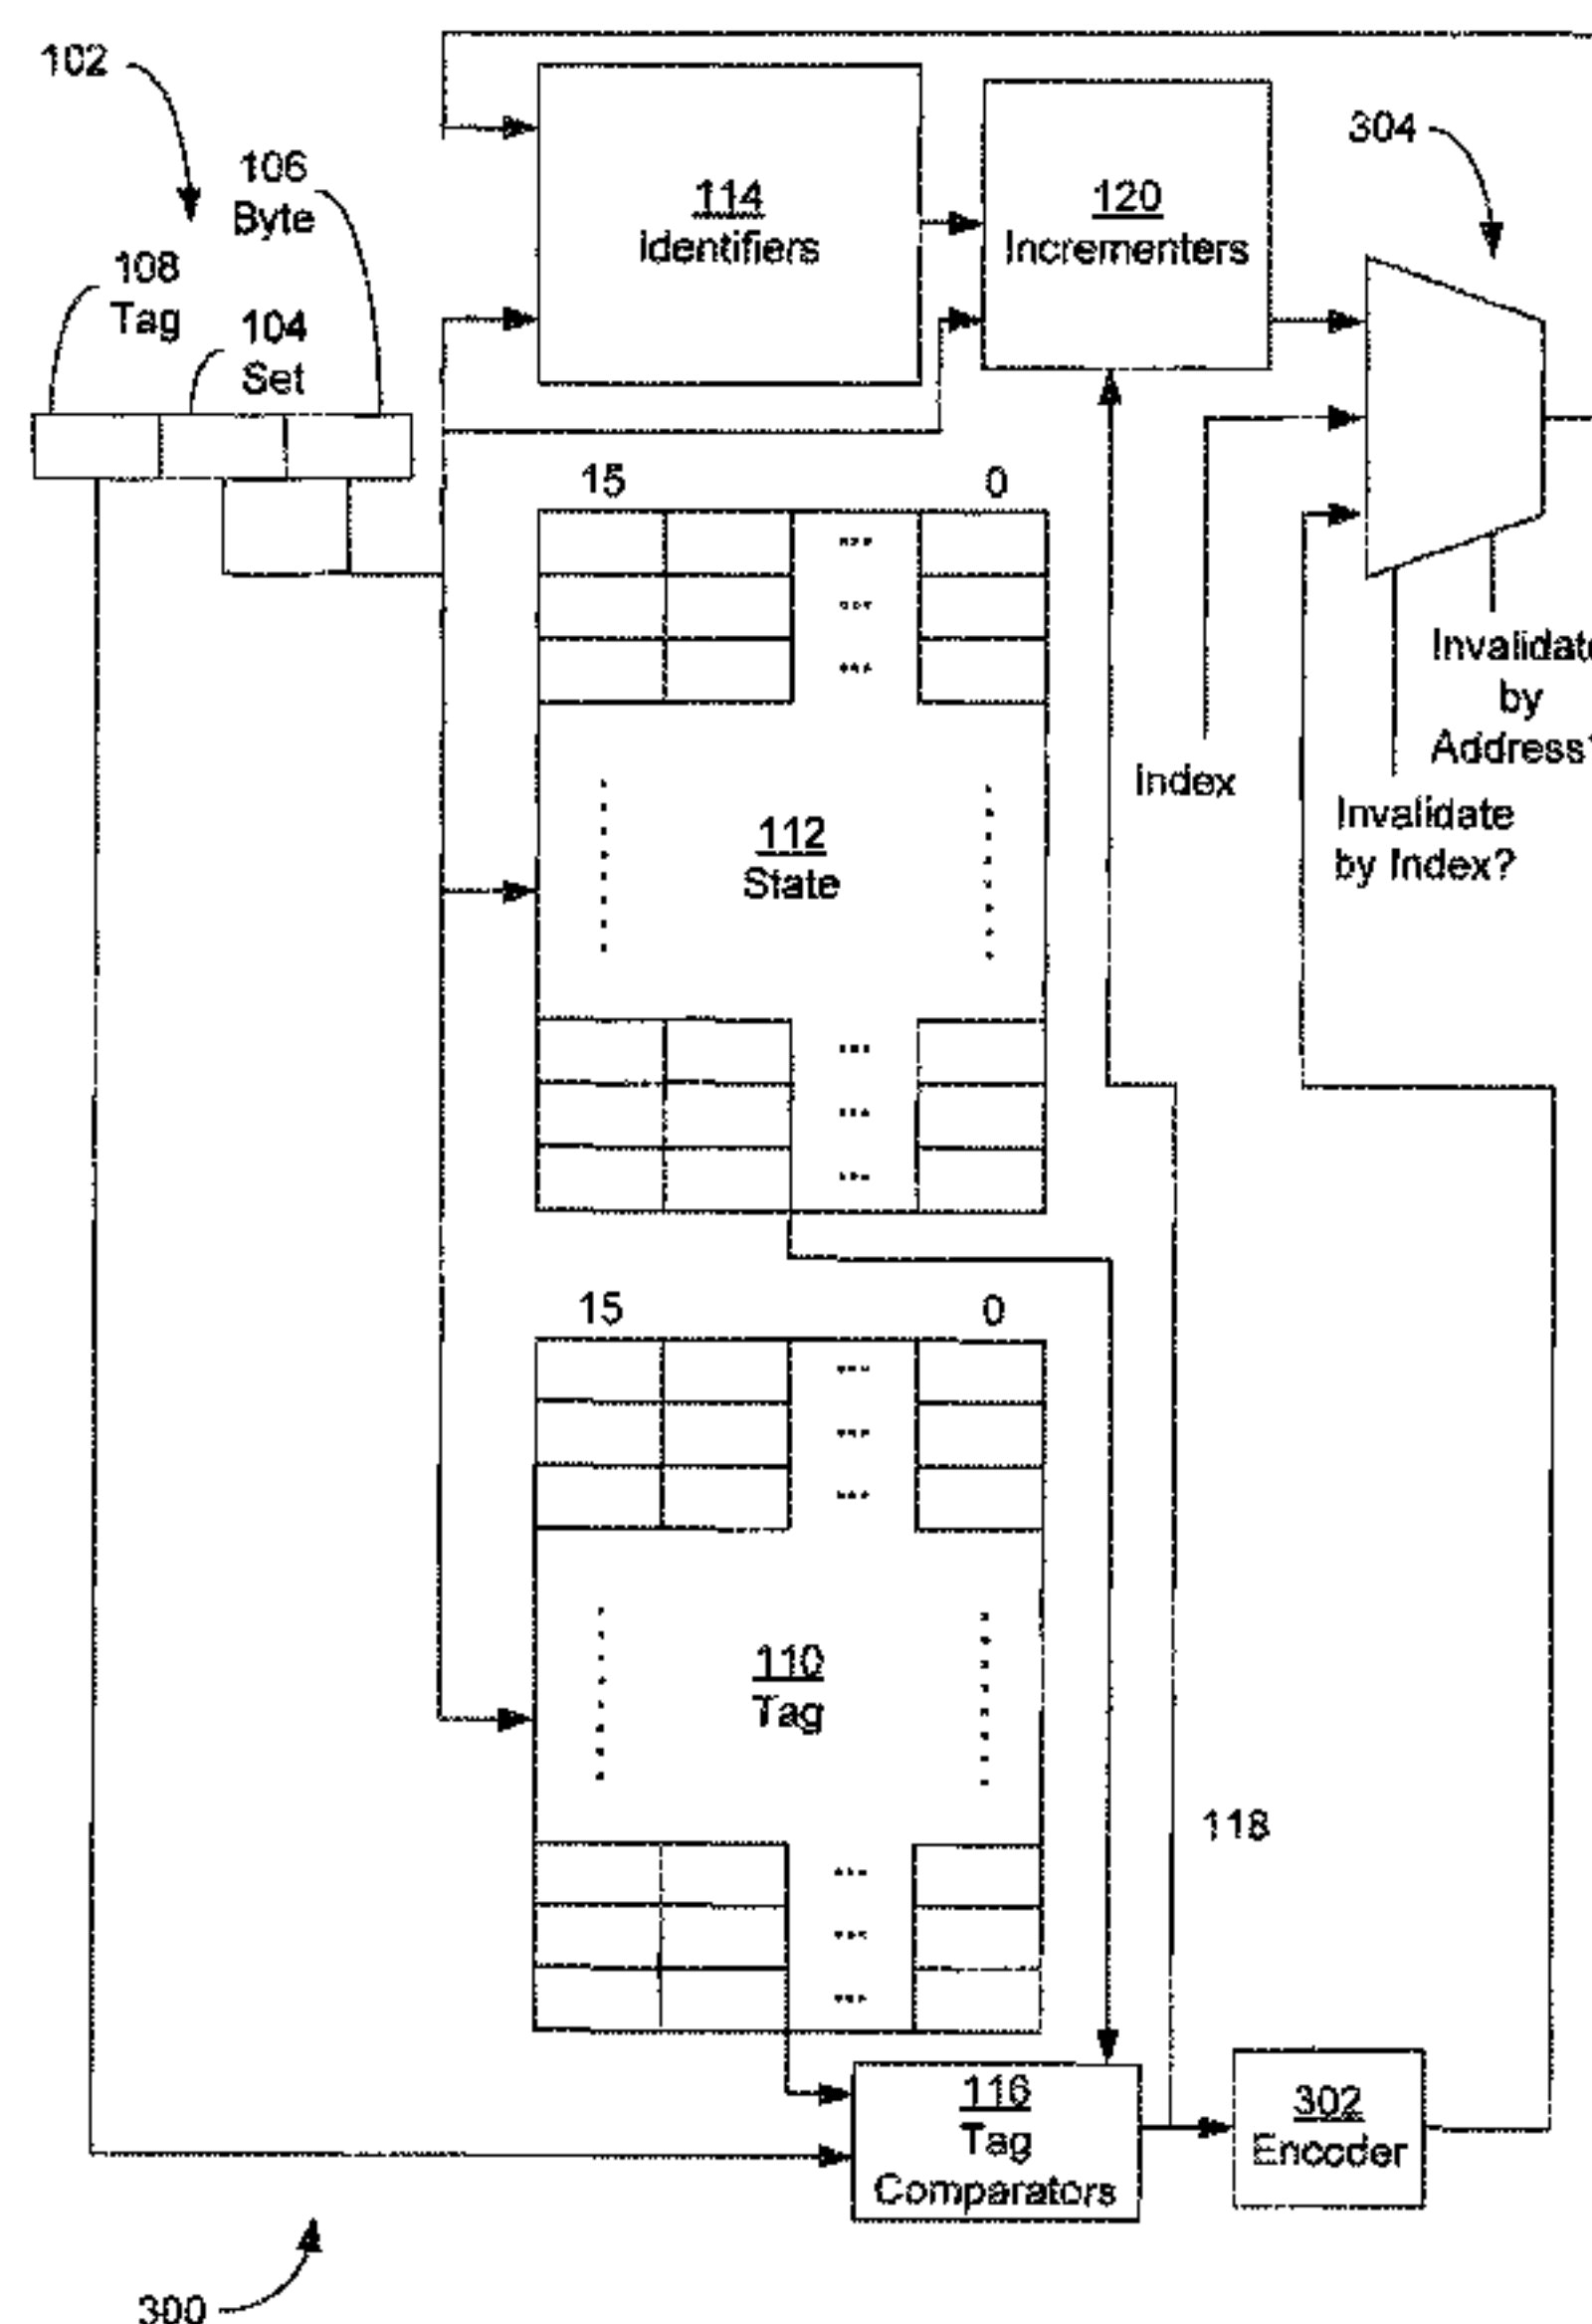 102
106
Byte
108
Tag
104
Set
114
Identifiers
120
Incrementers
304
15
0
Index
Invalidate
by
Address?
Invalidate
by Index?
112
State
15
0
110
Tag
118
116
Tag
Comparators
302
Encoder
300